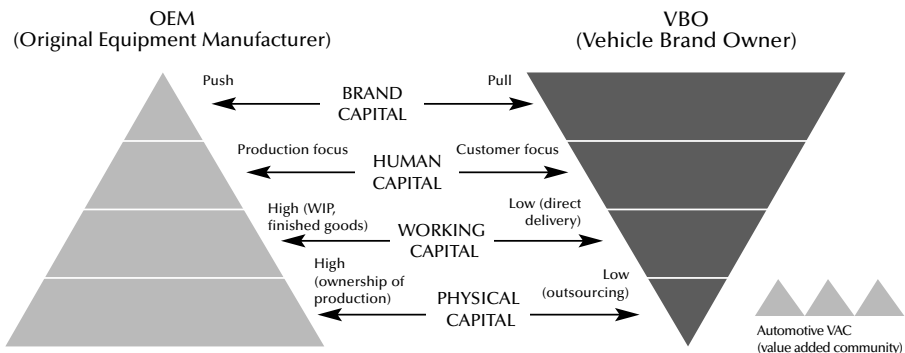 OEM
(Original Equipment Manufacturer)
VBO
(Vehicle Brand Owner)
Push
BRAND
CAPITAL
Pull
Production focus
HUMAN
CAPITAL
Customer focus
High (WIP,
finished goods)
WORKING
CAPITAL
Low (direct
delivery)
High
(ownership of
production)
PHYSICAL
CAPITAL
Low
(outsourcing)
Automotive VAC
(value added community)